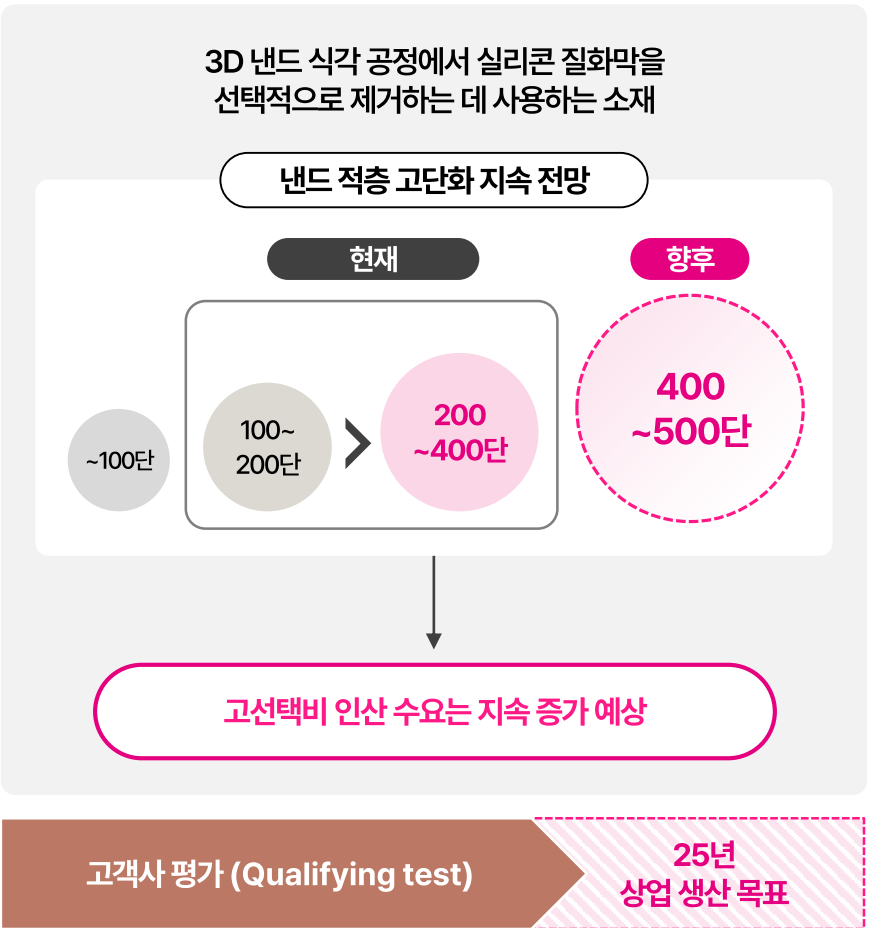 3D 낸드 식각 공정에서 실리콘 질화막을
선택적으로 제거하는 데 사용하는 소재
낸드 적층 고단화 지속 전망
현재
향후
~100단
100~
200단
200
~400단
400
~500단
고선택비 인산 수요는 지속 증가 예상
고객사 평가 (Qualifying test)
25년
상업 생산 목표